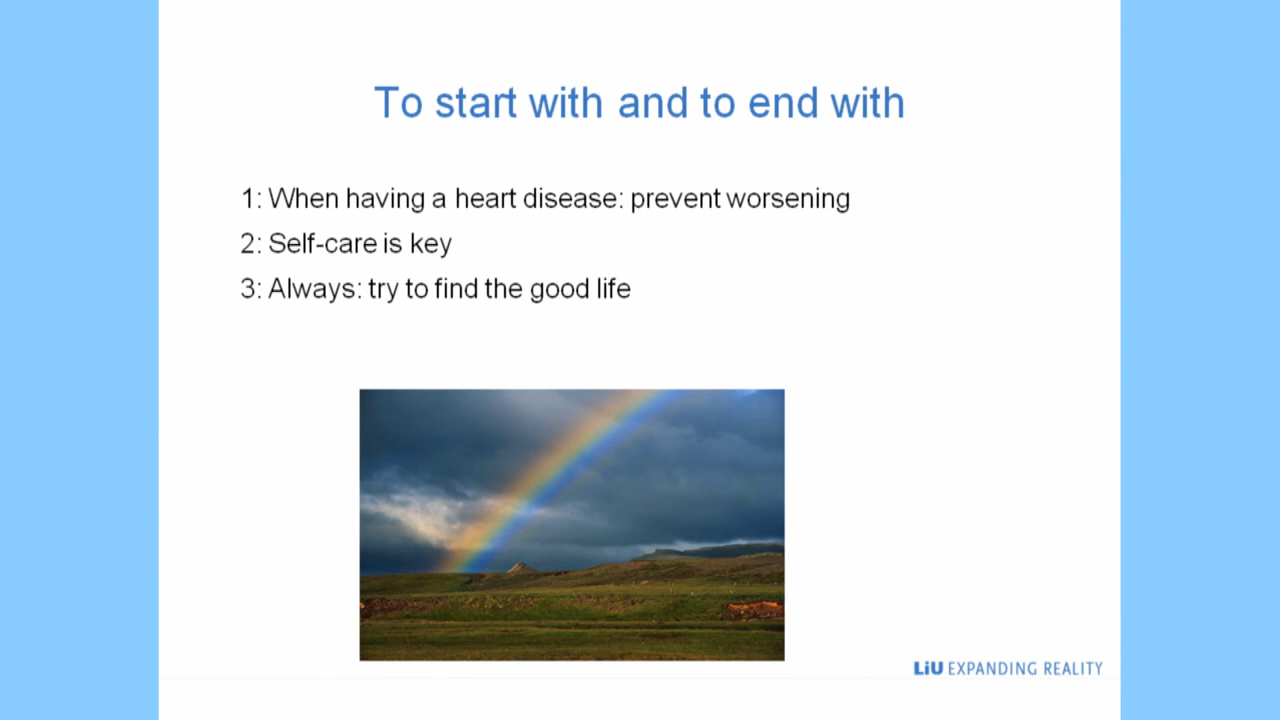 To start with and to end with
1: When having a heart disease: prevent worsening
2: Self-care is key
3: Always: try to find the good life
LiU EXPANDING REALITY